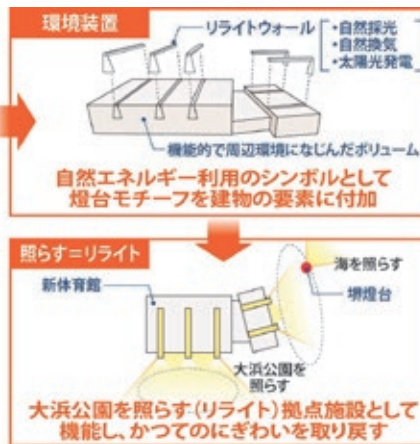 環境装置
リライトウォール
・自然採光
・自然換気
・太陽光発電
機能的で周辺環境になじんだボリューム
自然エネルギー利用のシンボルとして
燈台モチーフを建物の要素に付加
照らす=リライト
新体育館
海を照らす
堺燈台
大浜公園を
照らす
大浜公園を照らす(リライト)拠点施設として
機能し、かつてのにぎわいを取り戻す